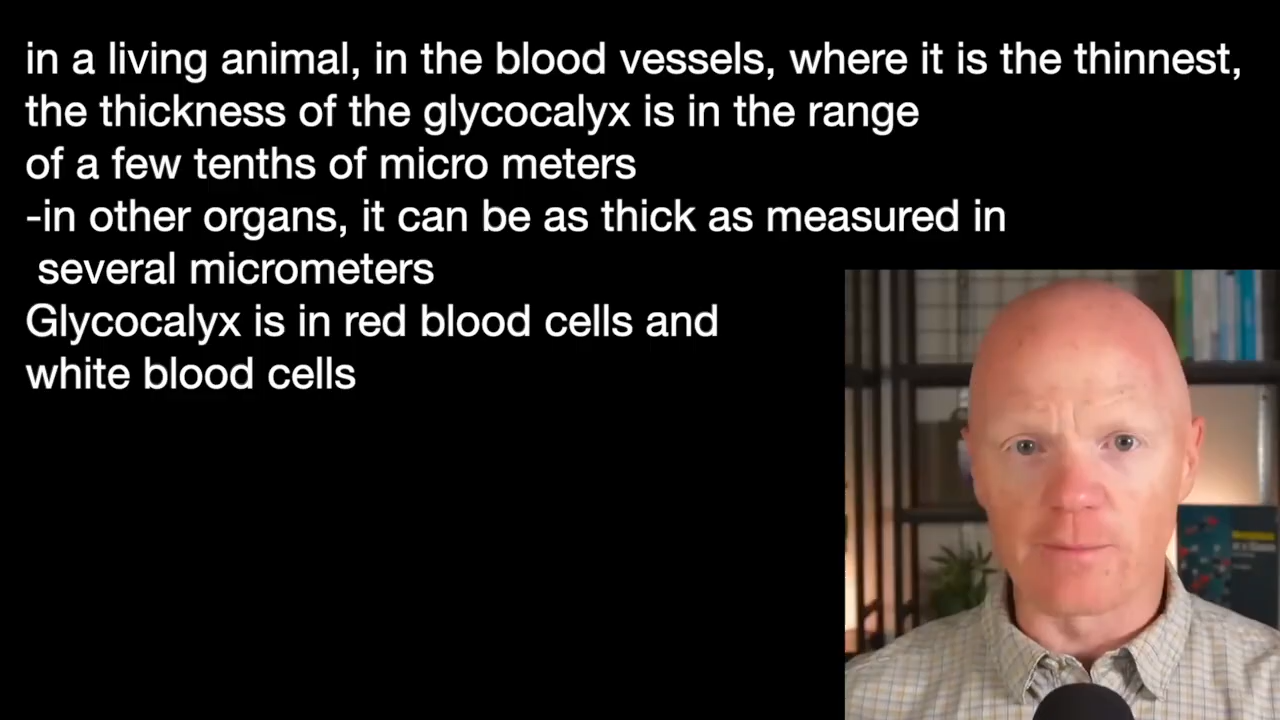 in a living animal, in the blood vessels, where it is the thinnest,
the thickness of the glycocalyx is in the range
of a few tenths of micro meters
-in other organs, it can be as thick as measured in
several micrometers
Glycocalyx is in red blood cells and
white blood cells